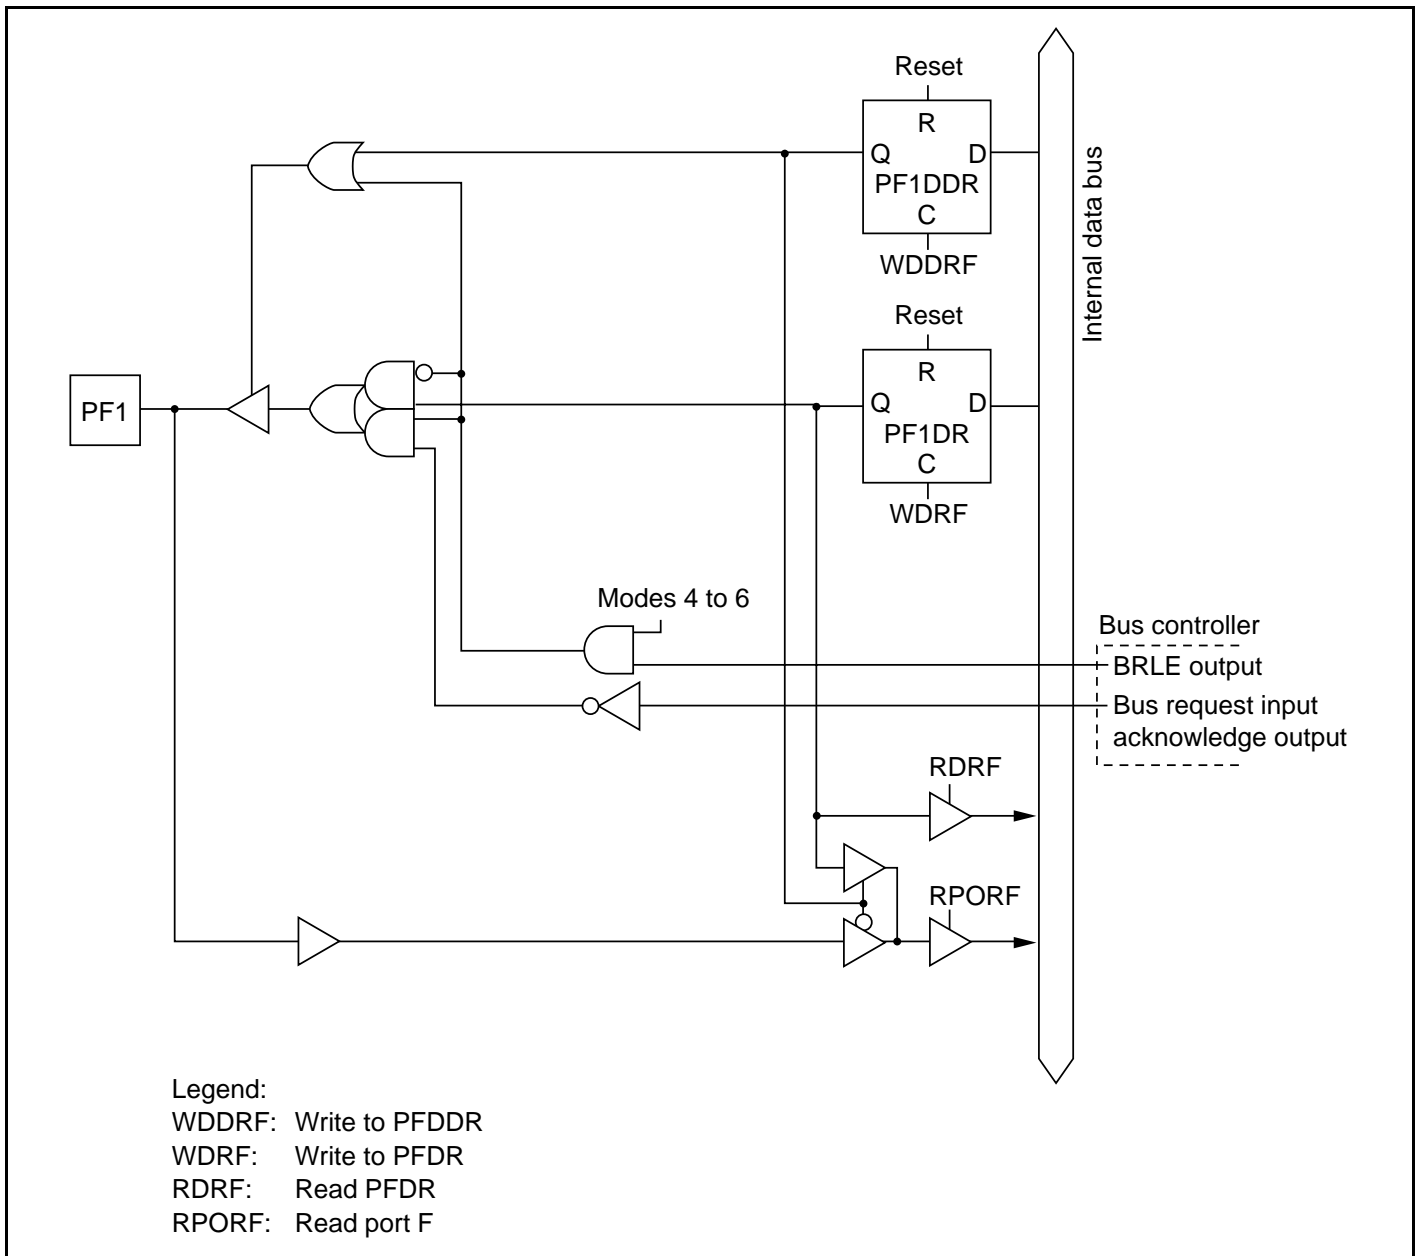 Reset
R
Q D
PF1DDR
C
WDDRF
Internal data bus
Reset
R
Q D
PF1DR
C
WDRF
PF1
Modes 4 to 6
Bus controller
BRLE output
Bus request input
acknowledge output
RDRF
RPORF
Legend:
WDDRF: Write to PFDDR
WDRF: Write to PFDR
RDRF: Read PFDR
RPORF: Read port F